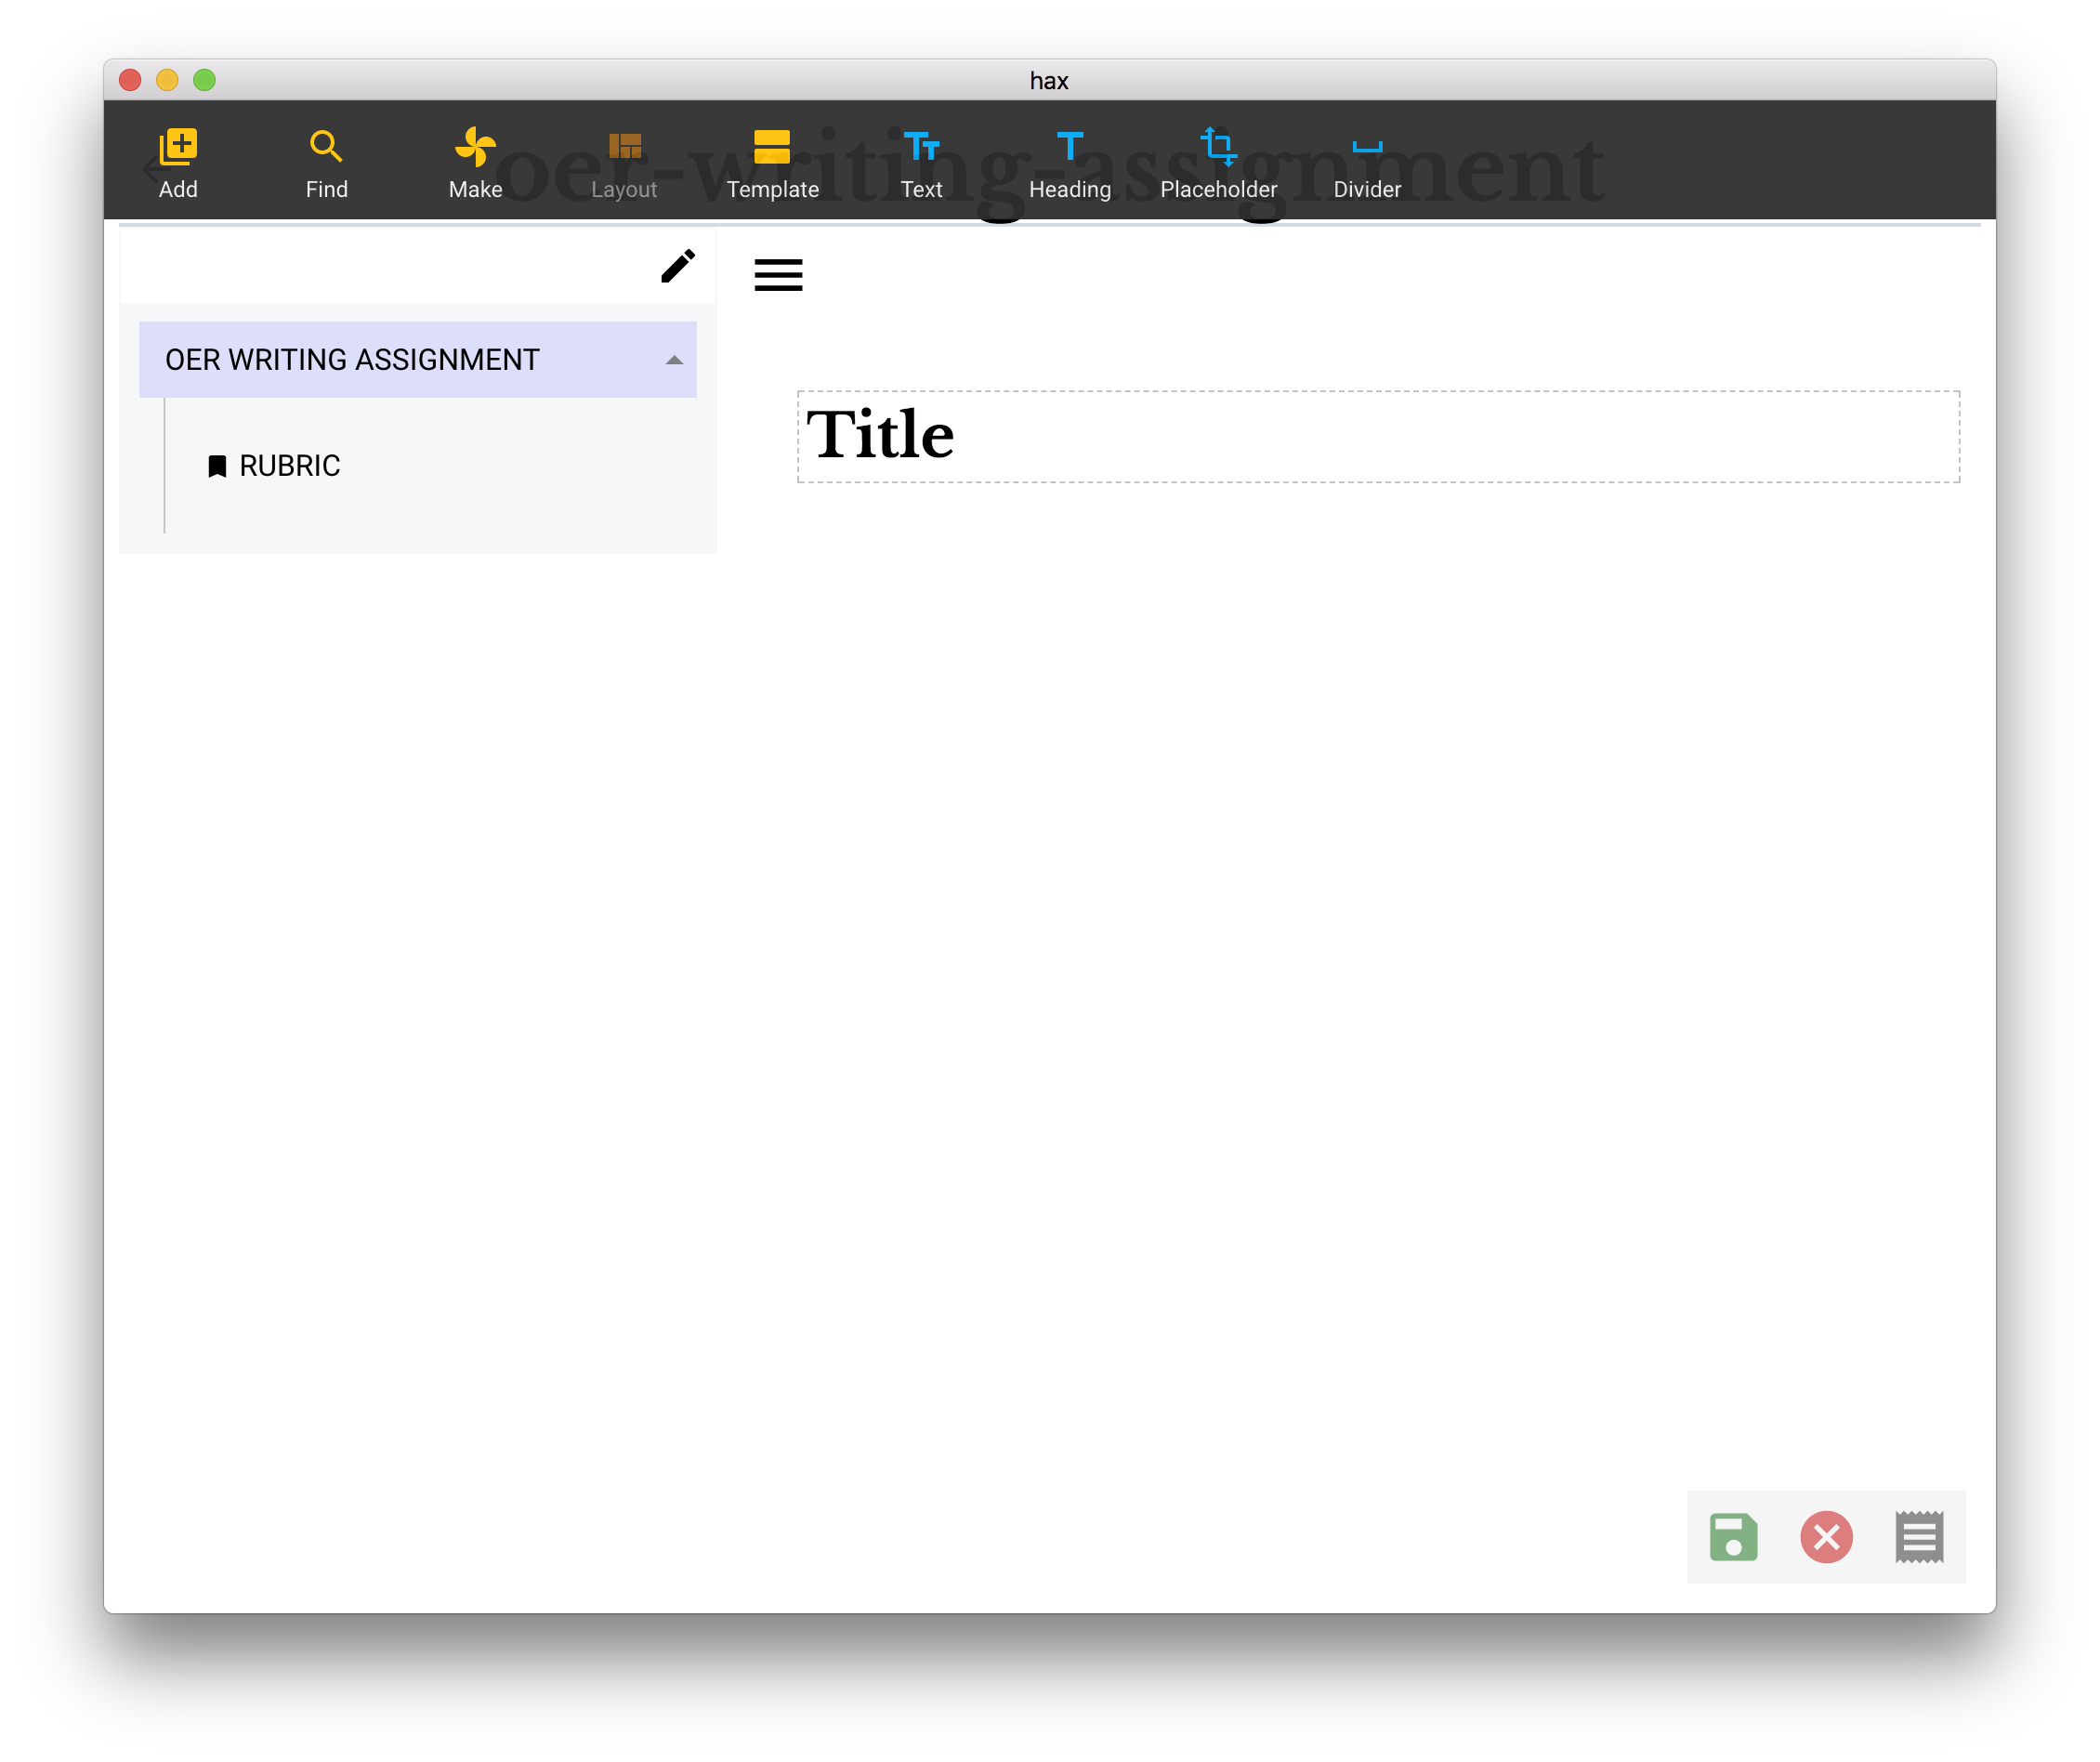 hax
oer-writing-assignment
Add Find Make Layout Template Text Heading Placeholder Divider
OER WRITING ASSIGNMENT
RUBRIC
Title